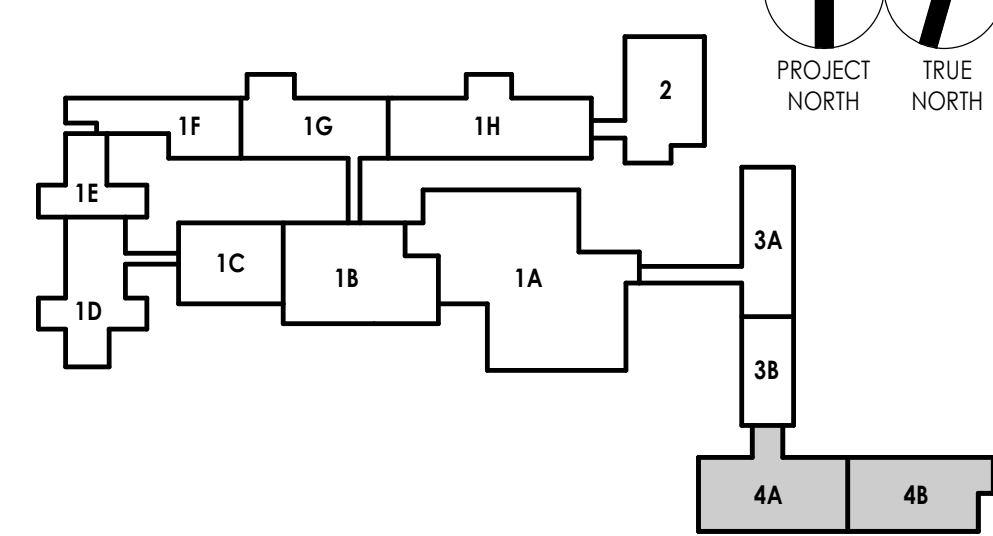 PROJECT
NORTH
TRUE
NORTH
2
1F
1G
1H
1E
3A
1C
1B
1A
1D
3B
4A
4B